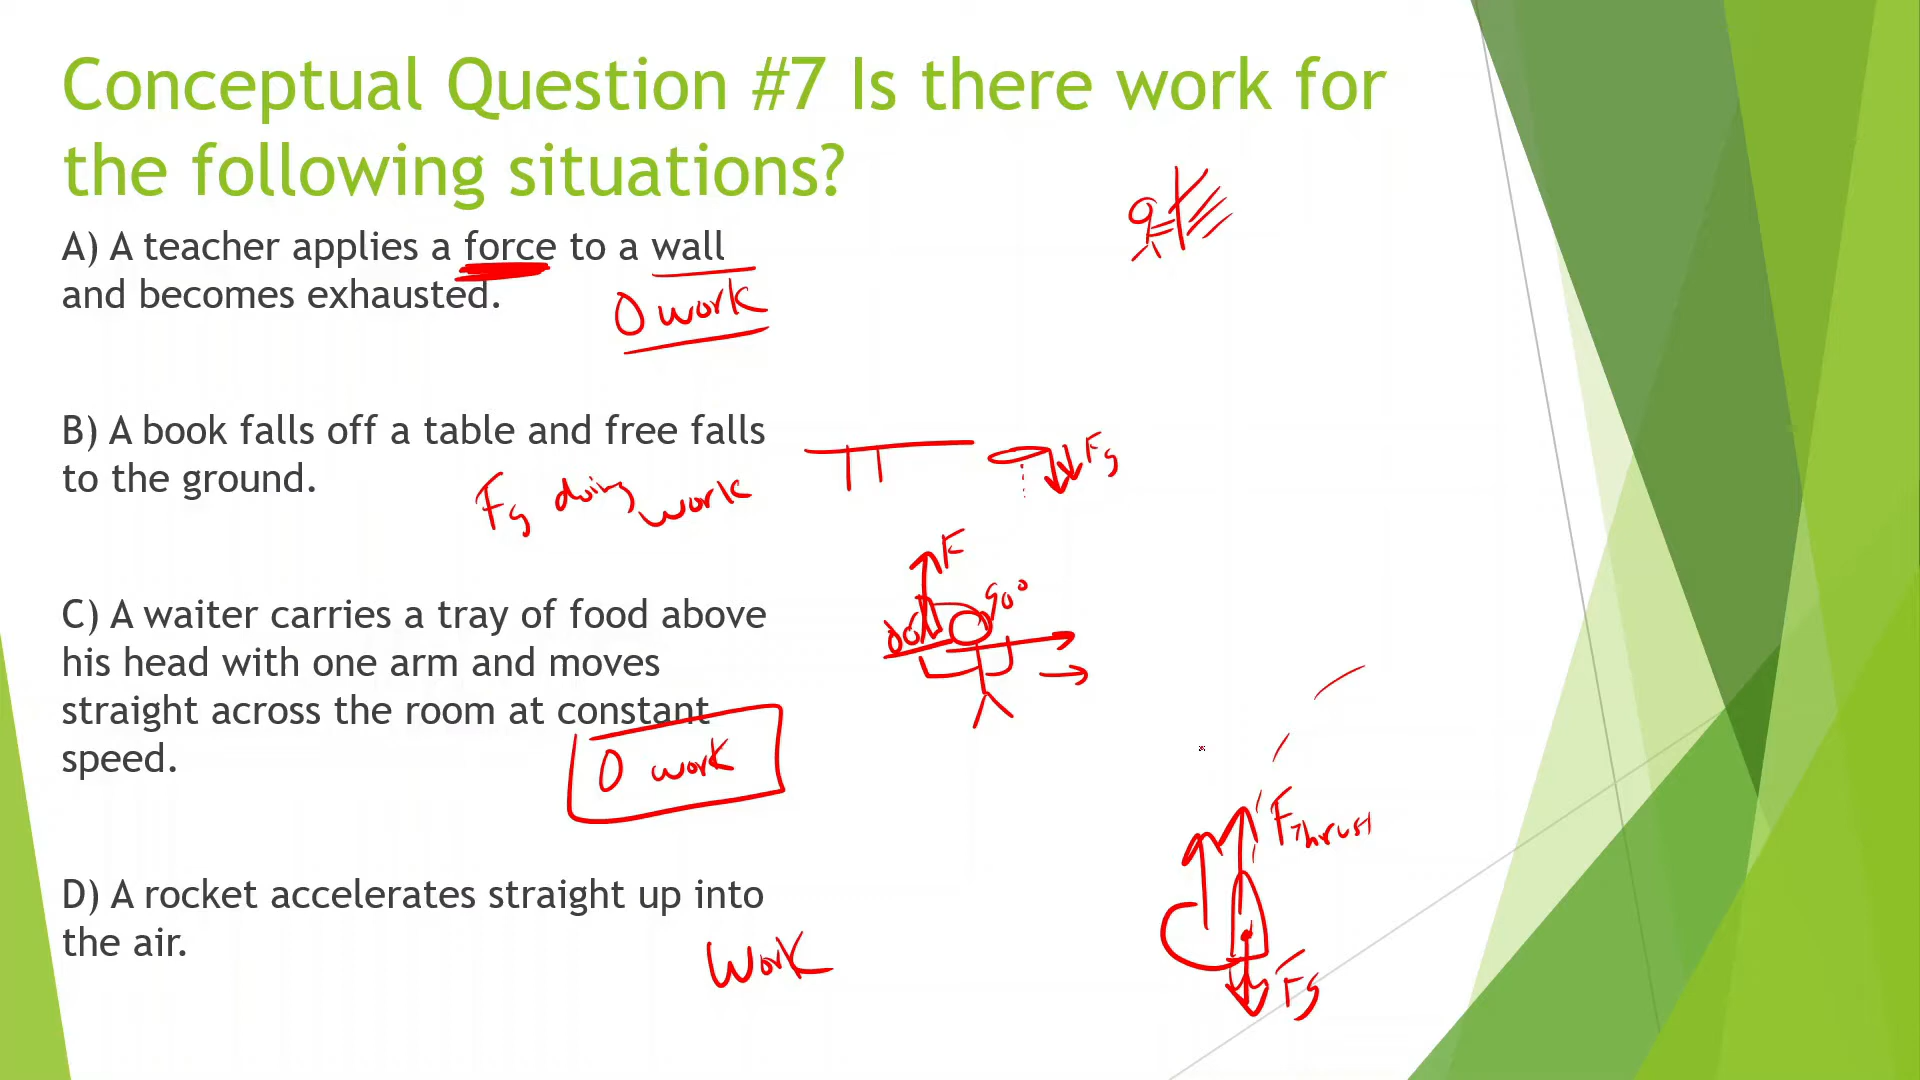 Conceptual Question #7 Is there work for
the following situations?
A) A teacher applies a force to a wall
and becomes exhausted.
0 work
B) A book falls off a table and free falls
to the ground.
Fg doing work
Fg
F
90°
C) A waiter carries a tray of food above
his head with one arm and moves
straight across the room at constant
speed.
0 work
FThrust
D) A rocket accelerates straight up into
the air.
Work
Fg